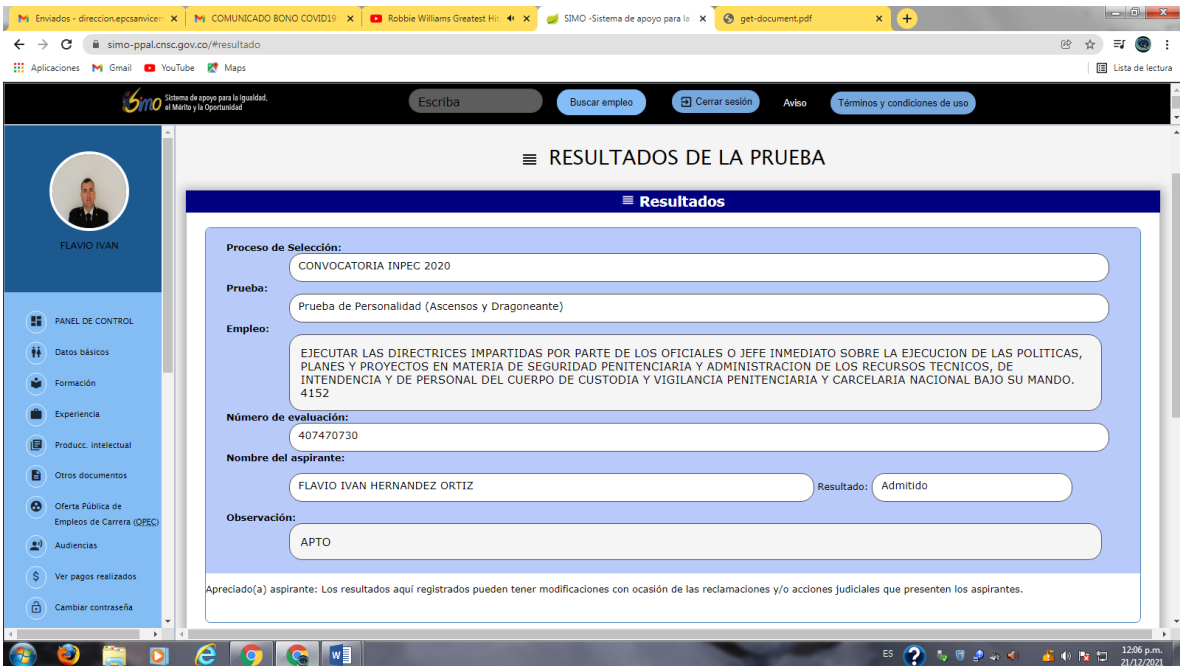 Enviados - direccion.epcsanvicen
COMUNICADO BONO COVID19
Robbie Williams Greatest Hit
SIMO -Sistema de apoyo para la
get-document.pdf
simo-ppal.cnsc.gov.co/#resultado
Aplicaciones
Gmail
YouTube
Maps
Lista de lectura
Simo
Sistema de apoyo para la Igualdad,
el Mérito y la Oportunidad
Escriba
Buscar empleo
Cerrar sesión
Aviso
Términos y condiciones de uso
FLAVIO IVAN
PANEL DE CONTROL
Datos básicos
Formación
Experiencia
Producc. intelectual
Otros documentos
Oferta Pública de
Empleos de Carrera (OPEC)
Audiencias
Ver pagos realizados
Cambiar contraseña
RESULTADOS DE LA PRUEBA
Resultados
Proceso de Selección:
CONVOCATORIA INPEC 2020
Prueba:
Prueba de Personalidad (Ascensos y Dragoneante)
Empleo:
EJECUTAR LAS DIRECTRICES IMPARTIDAS POR PARTE DE LOS OFICIALES O JEFE INMEDIATO SOBRE LA EJECUCION DE LAS POLITICAS,
PLANES Y PROYECTOS EN MATERIA DE SEGURIDAD PENITENCIARIA Y ADMINISTRACION DE LOS RECURSOS TECNICOS, DE
INTENDENCIA Y DE PERSONAL DEL CUERPO DE CUSTODIA Y VIGILANCIA PENITENCIARIA Y CARCELARIA NACIONAL BAJO SU MANDO.
4152
Número de evaluación:
407470730
Nombre del aspirante:
FLAVIO IVAN HERNANDEZ ORTIZ
Resultado:
Admitido
Observación:
APTO
Apreciado(a) aspirante: Los resultados aquí registrados pueden tener modificaciones con ocasión de las reclamaciones y/o acciones judiciales que presenten los aspirantes.
ES
12:06 p.m.
21/12/2021